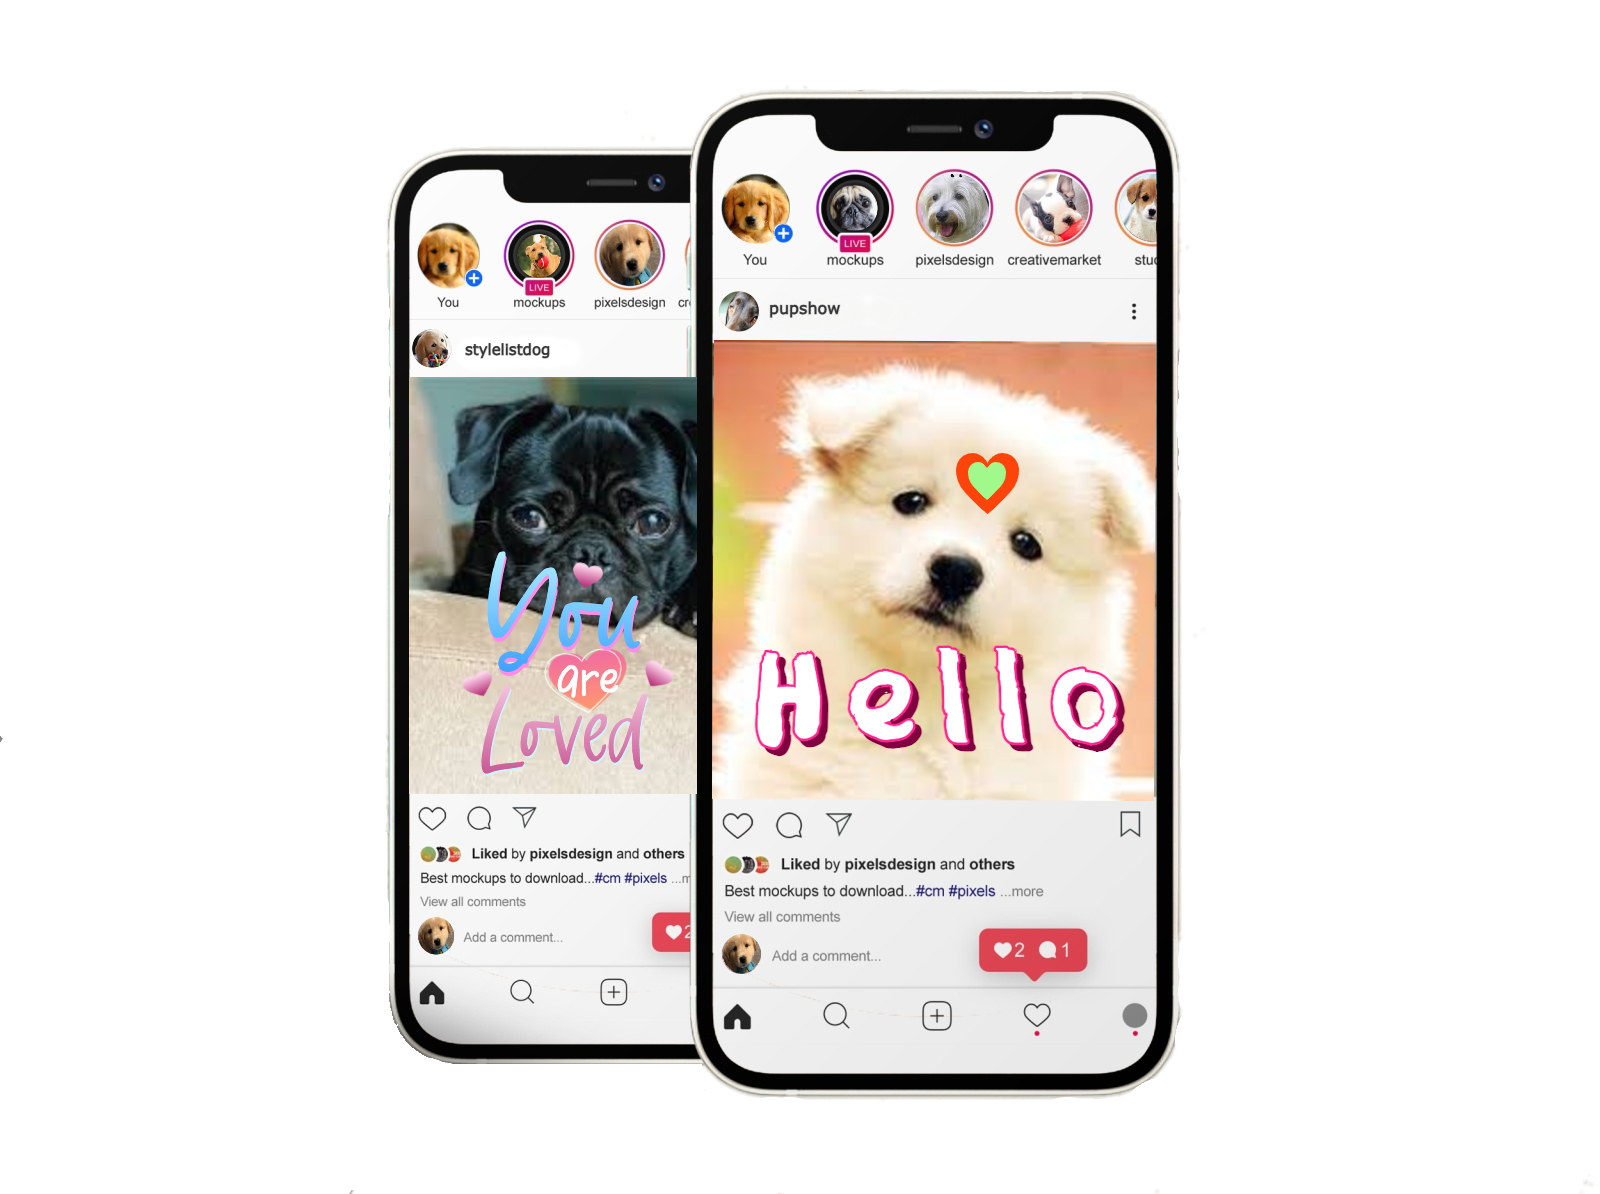 You
LIVE
mockups
pixelsdesign
cr
stylelistdog
You
are
Loved
Liked by pixelsdesign and others
Best mockups to download...#cm #pixels ...m
View all comments
Add a comment...
2
You
LIVE
mockups
pixelsdesign
creativemarket
stuc
pupshow
Hello
Liked by pixelsdesign and others
Best mockups to download...#cm #pixels ...more
View all comments
Add a comment...
2 1